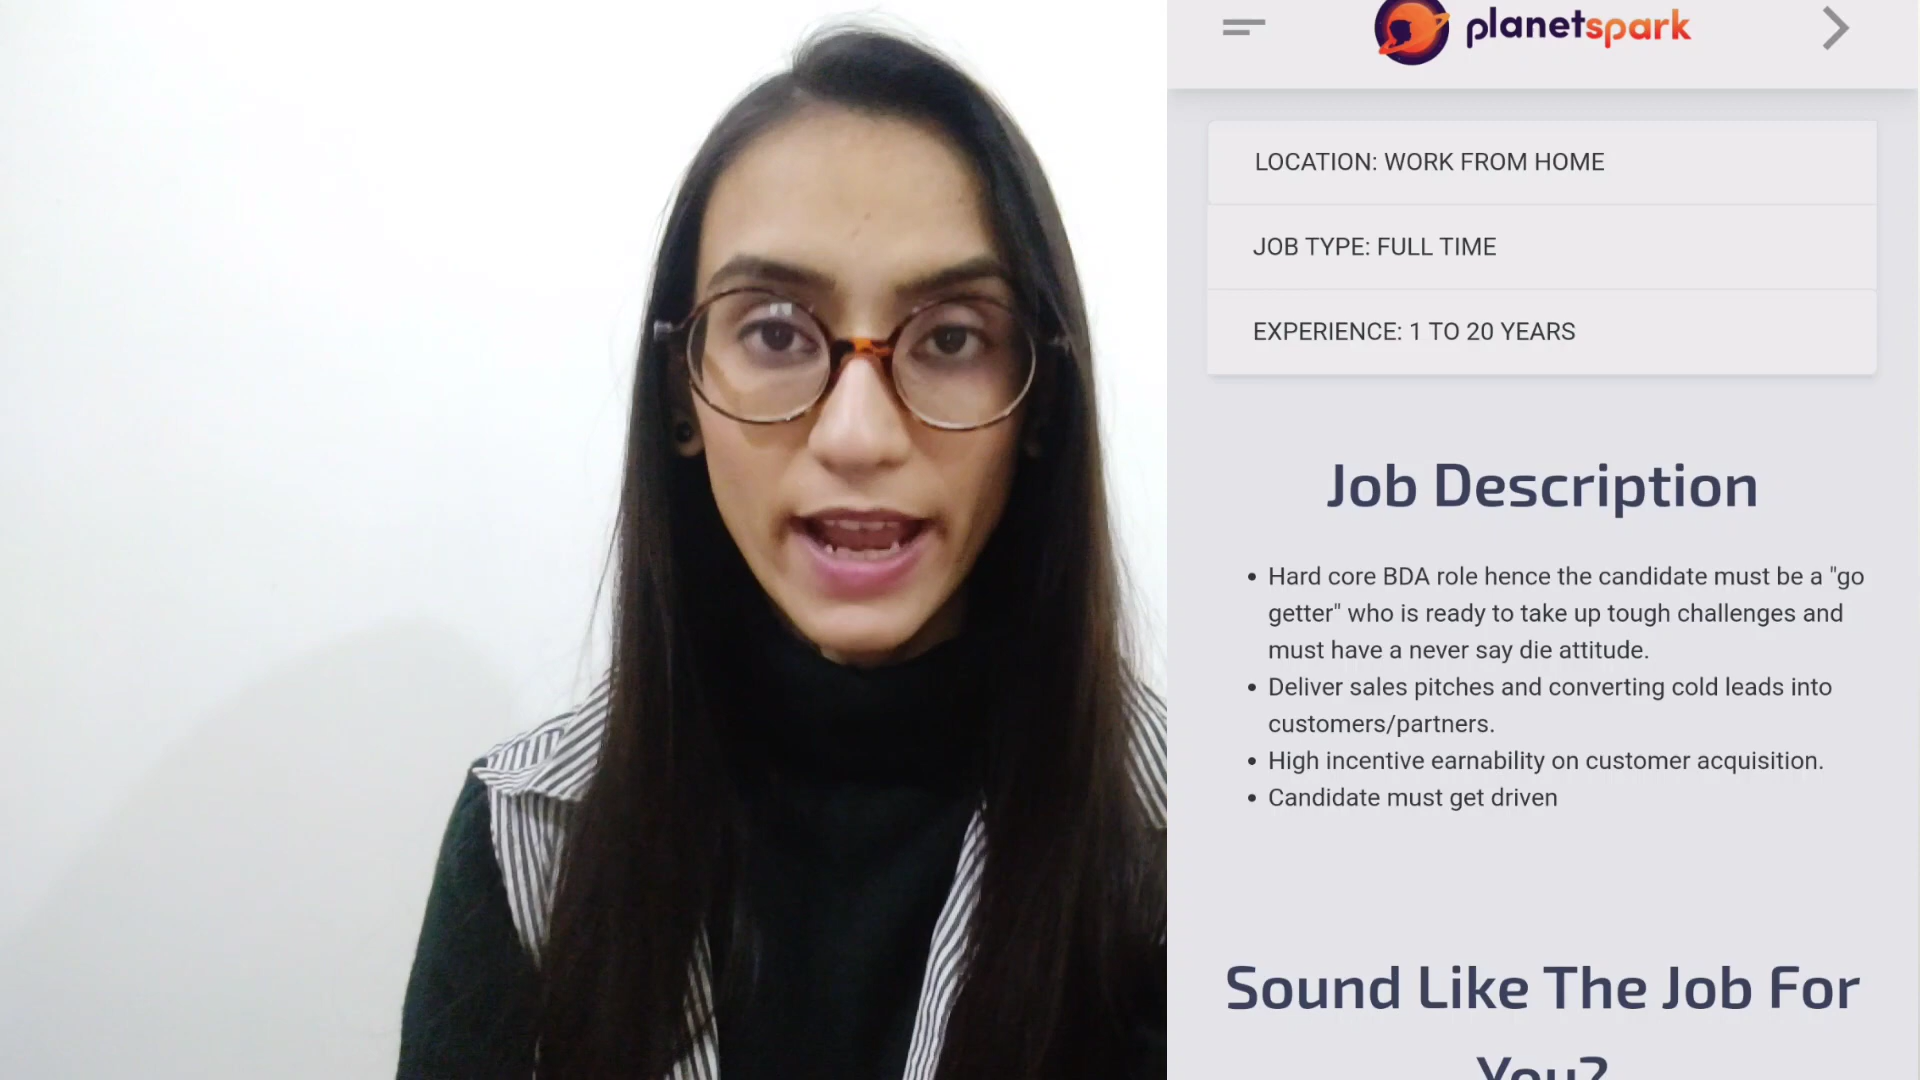 planetspark
LOCATION: WORK FROM HOME
JOB TYPE: FULL TIME
EXPERIENCE: 1 TO 20 YEARS
Job Description
• Hard core BDA role hence the candidate must be a "go
getter" who is ready to take up tough challenges and
must have a never say die attitude.
• Deliver sales pitches and converting cold leads into
customers/partners.
• High incentive earnability on customer acquisition.
• Candidate must get driven
Sound Like The Job For
You?